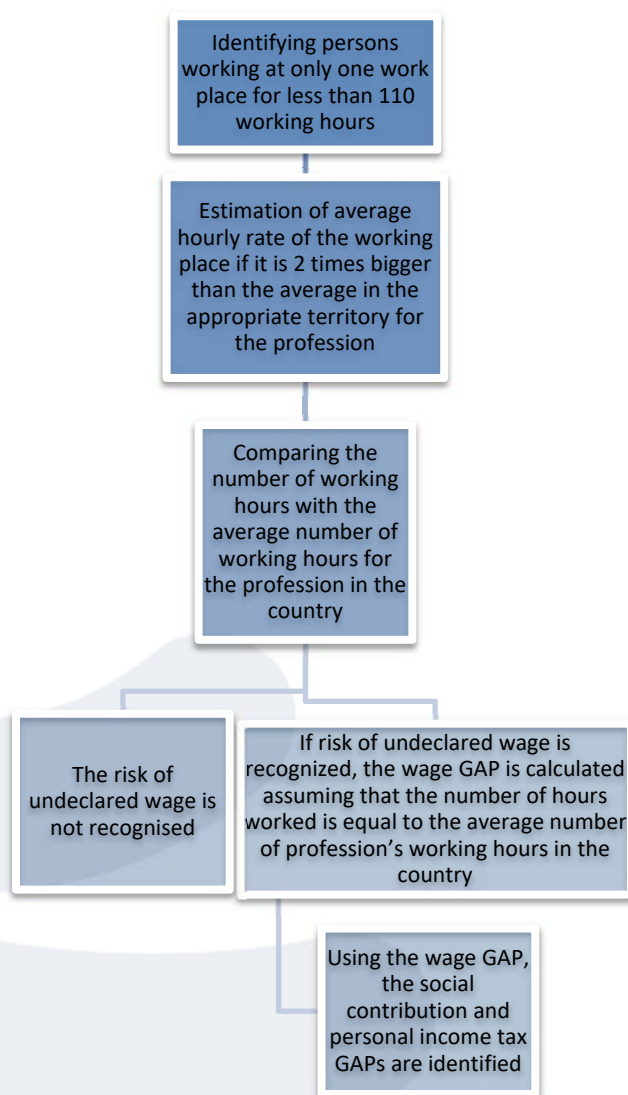 Identifying persons
working at only one work
place for less than 110
working hours
Estimation of average
hourly rate of the working
place if it is 2 times bigger
than the average in the
appropriate territory for
the profession
Comparing the
number of working
hours with the
average number of
working hours for
the profession in the
country
The risk of
undeclared wage is
not recognised
If risk of undeclared wage is
recognized, the wage GAP is calculated
assuming that the number of hours
worked is equal to the average number
of profession's working hours in the
country
Using the wage GAP,
the social
contribution and
personal income tax
GAPs are identified